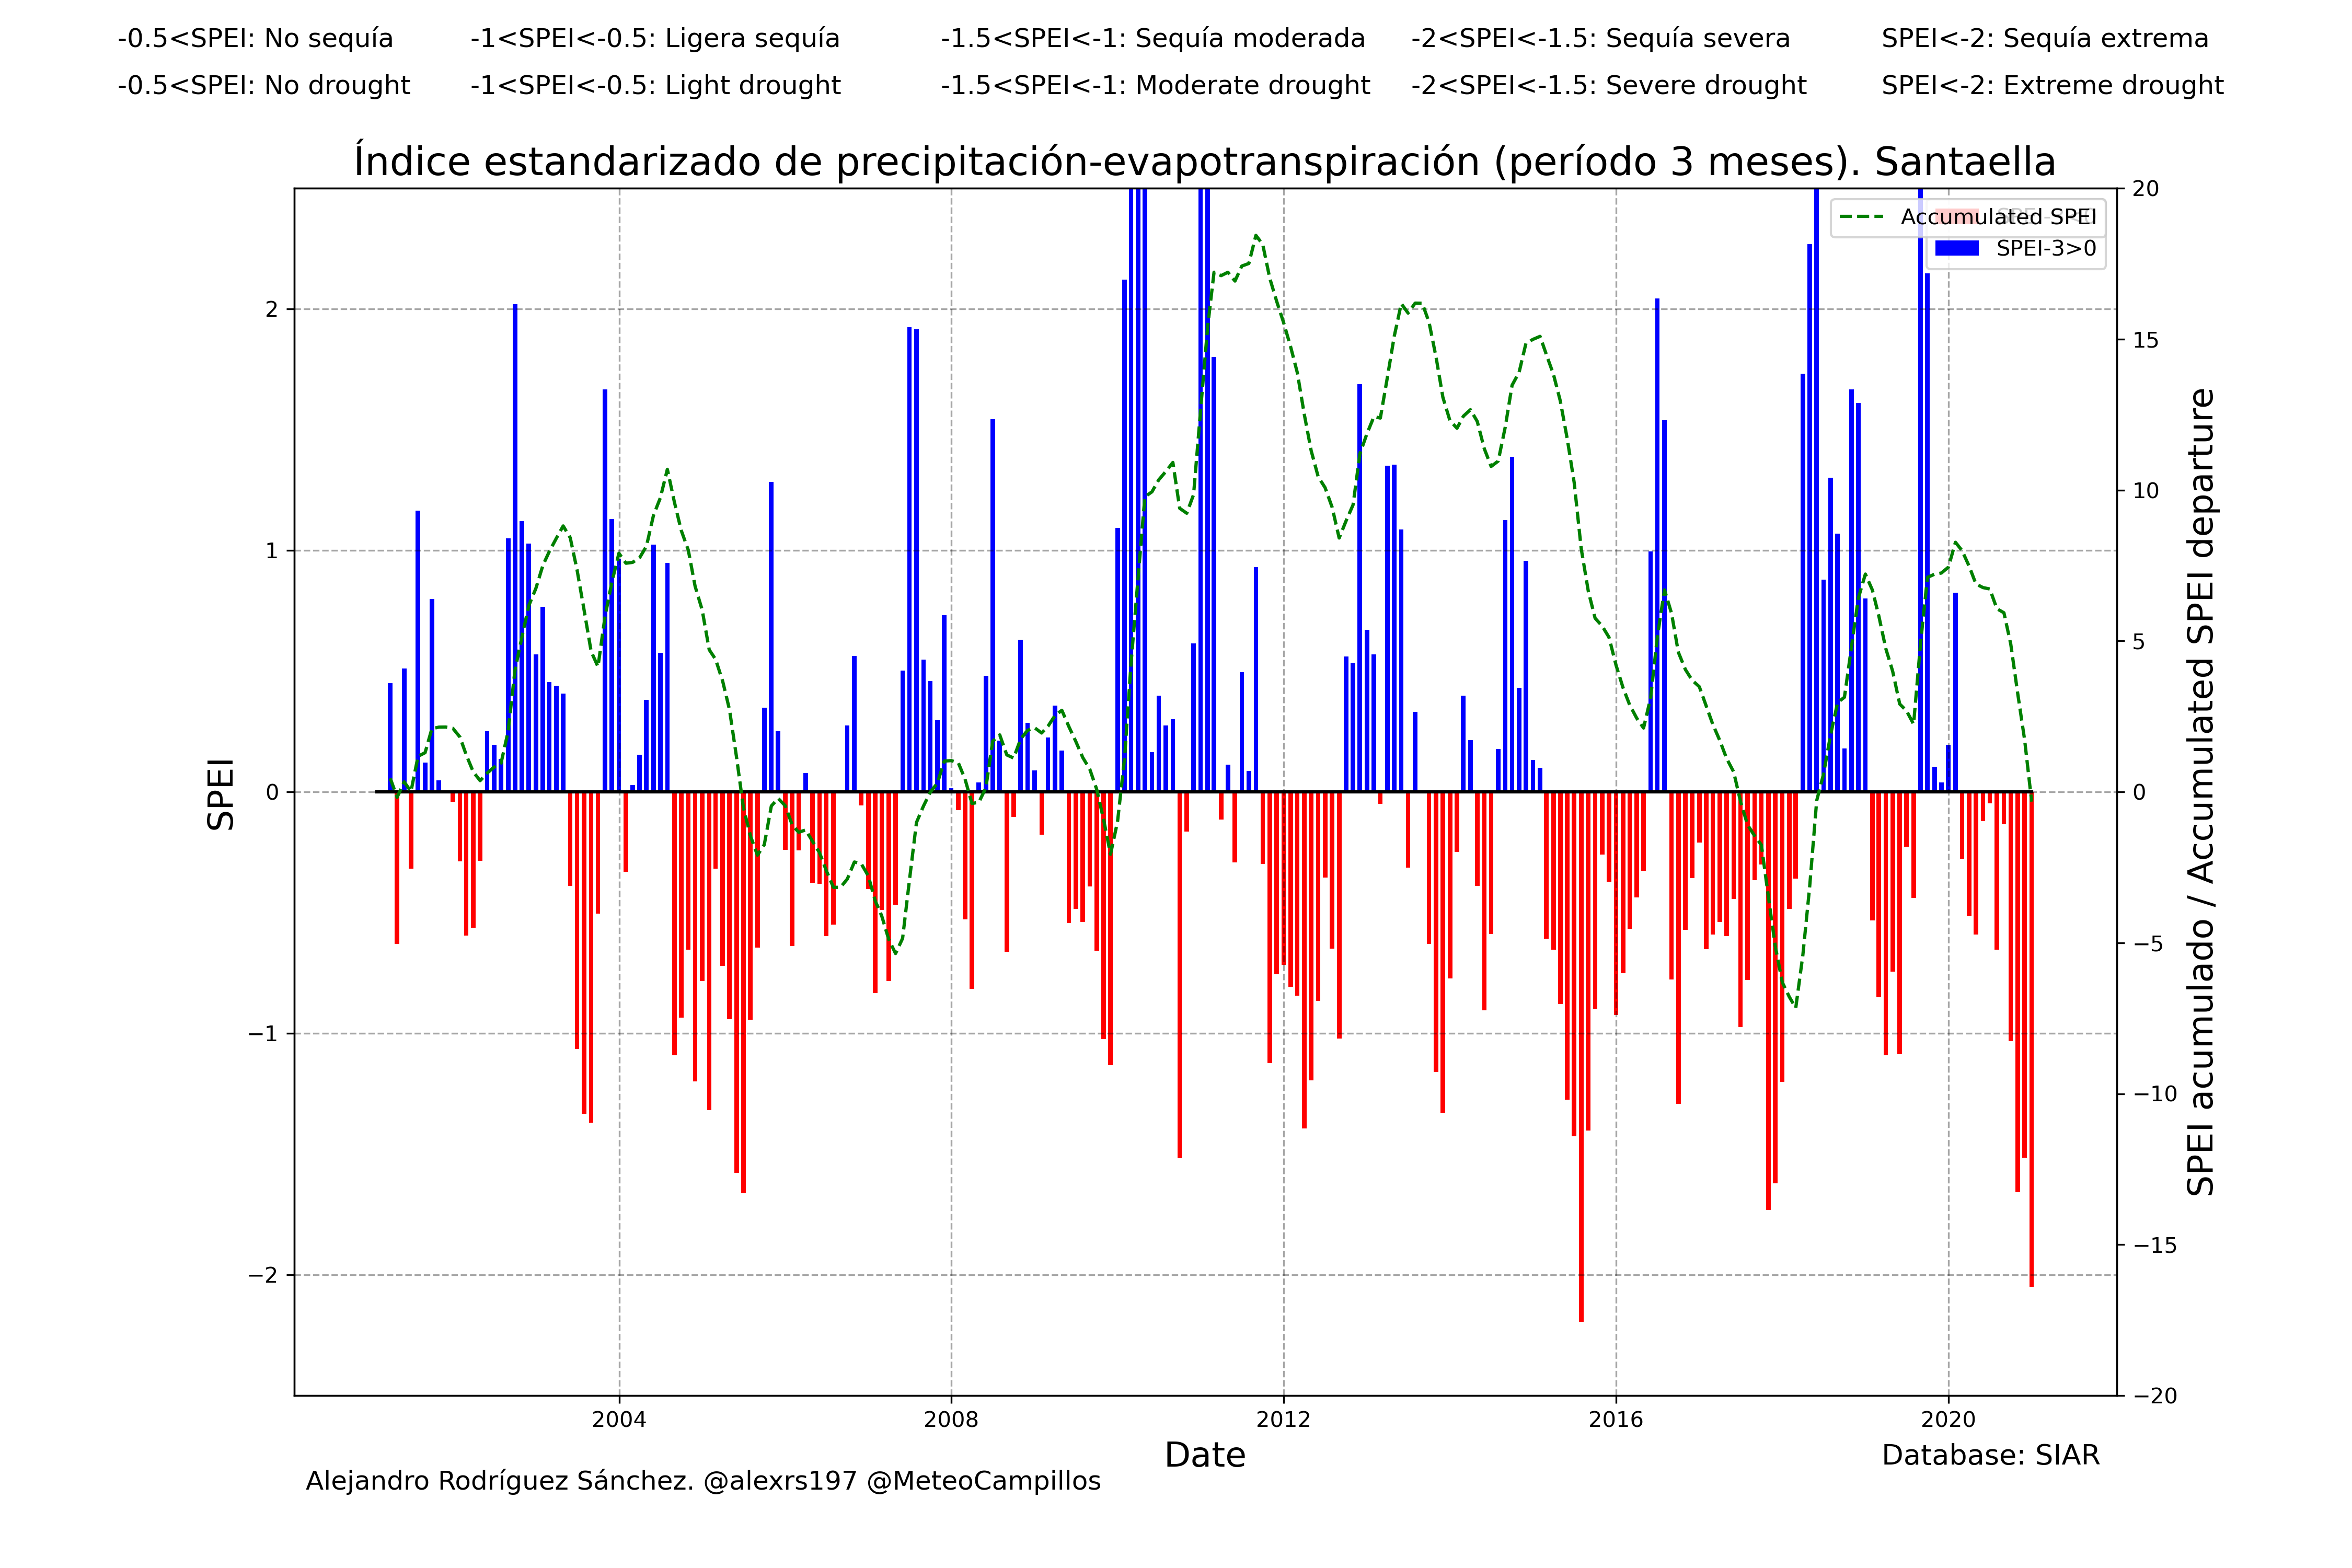 -0.5<SPEI: No sequía -1<SPEI<-0.5: Ligera sequía -1.5<SPEI<-1: Sequía moderada -2<SPEI<-1.5: Sequía severa SPEI<-2: Sequía extrema
-0.5<SPEI: No drought -1<SPEI<-0.5: Light drought -1.5<SPEI<-1: Moderate drought -2<SPEI<-1.5: Severe drought SPEI<-2: Extreme drought
Índice estandarizado de precipitación-evapotranspiración (período 3 meses). Santaella
Accumulated SPEI
SPEI-3>0
SPEI
2
1
0
−1
−2
20
15
10
5
0
−5
−10
−15
−20
SPEI acumulado / Accumulated SPEI departure
2004 2008 2012 2016 2020
Date
Database: SIAR
Alejandro Rodríguez Sánchez. @alexrs197 @MeteoCampillos